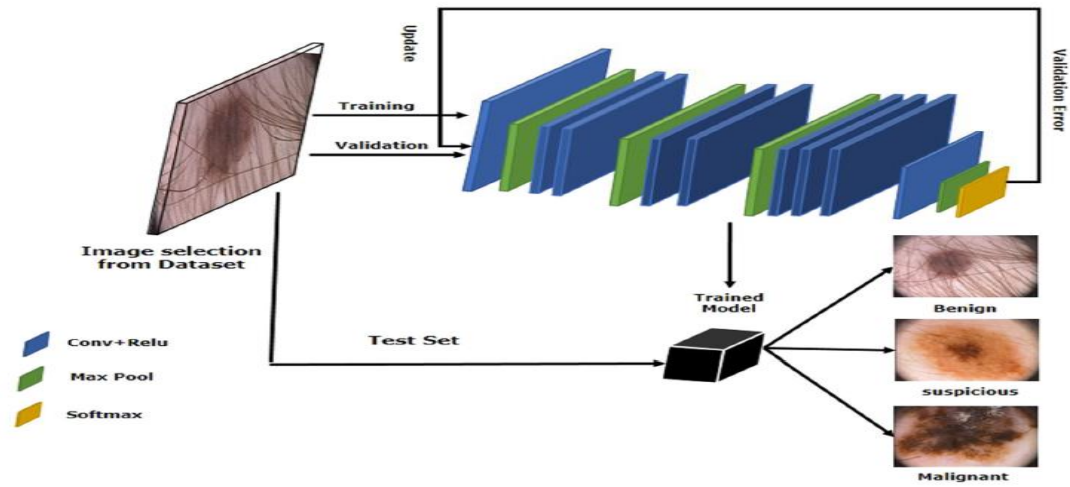 Update
Validation Error
Training
Validation
Image selection
from Dataset
Trained
Model
Benign
Test Set
suspicious
Malignant
Conv+Relu
Max Pool
Softmax